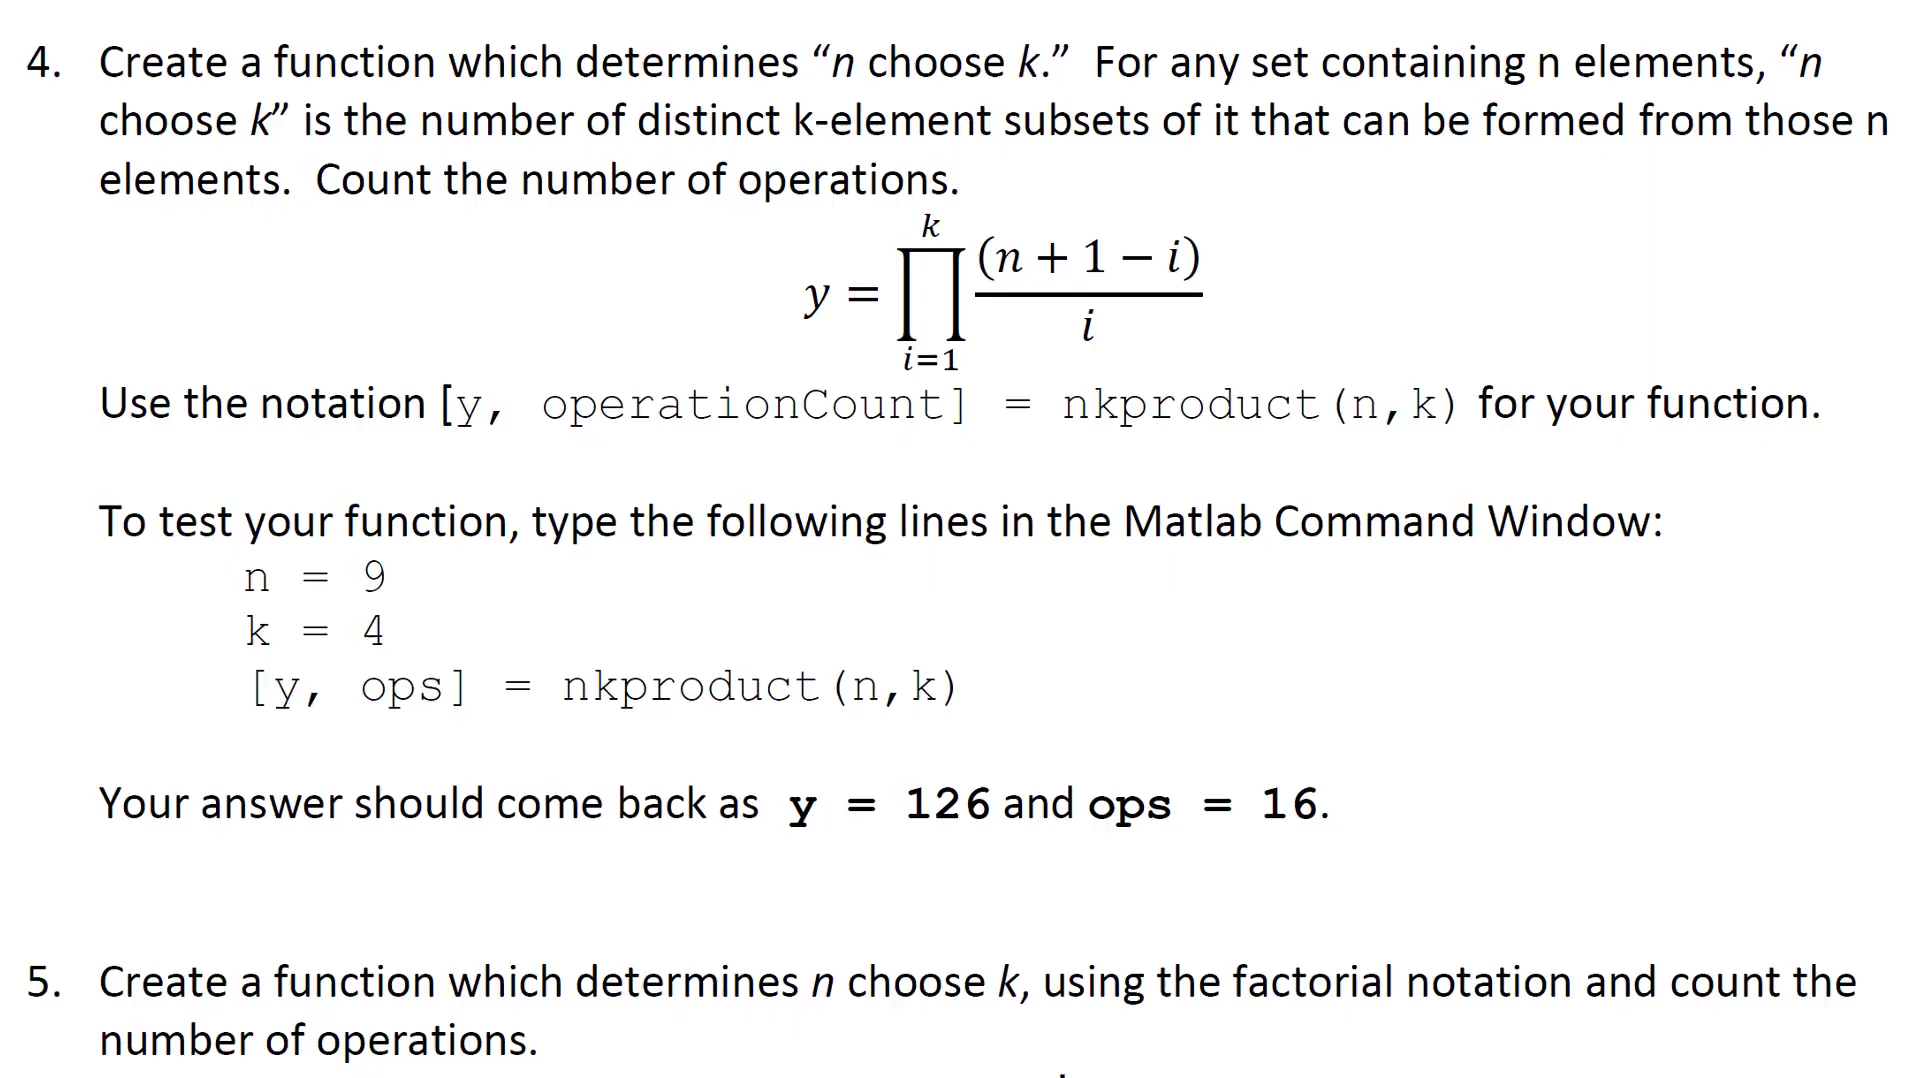 4. Create a function which determines “n choose k.” For any set containing n elements, “n
choose k” is the number of distinct k-element subsets of it that can be formed from those n
elements. Count the number of operations.
k
y = ∏ (n + 1 − i)
i
i=1
Use the notation [y, operationCount] = nkproduct(n,k) for your function.
To test your function, type the following lines in the Matlab Command Window:
n = 9
k = 4
[y, ops] = nkproduct(n,k)
Your answer should come back as y = 126 and ops = 16.
5. Create a function which determines n choose k, using the factorial notation and count the
number of operations.